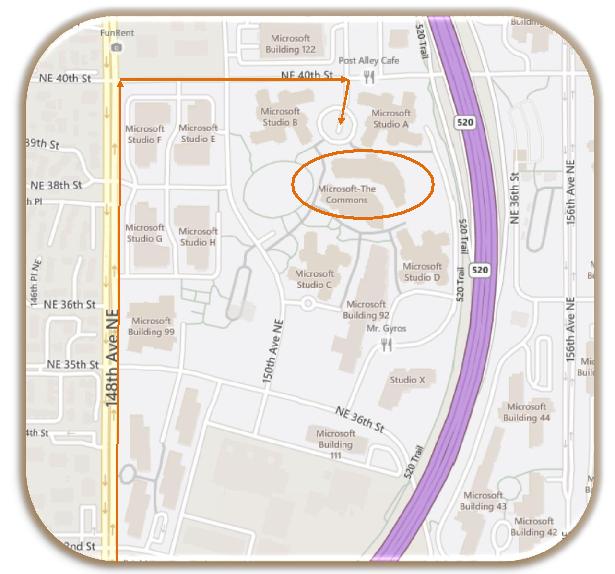 FunRent
Microsoft
Building 122
520 Trail
Post Alley Cafe
NE 40th St
NE 40th St
Microsoft
Studio B
Microsoft
Studio A
520
Microsoft
Studio F
Microsoft
Studio E
39th St
NE 38th St
Microsoft-The
Commons
NE 36th St
156th Ave NE
Microsoft
Studio G
Microsoft
Studio H
520 Trail
146th Pl NE
Microsoft
Studio C
Microsoft
Studio D
520
520 Trail
NE 36th St
Microsoft
Building 92
Microsoft
Building 99
148th Ave NE
150th Ave NE
Mr. Gyros
156th Ave NE
NE 35th St
Studio X
NE 36th St
Microsoft
Building 44
4th St
Microsoft
Building
111
520 Trail
Microsoft
Building 43
Microsoft
Building 42
2nd St